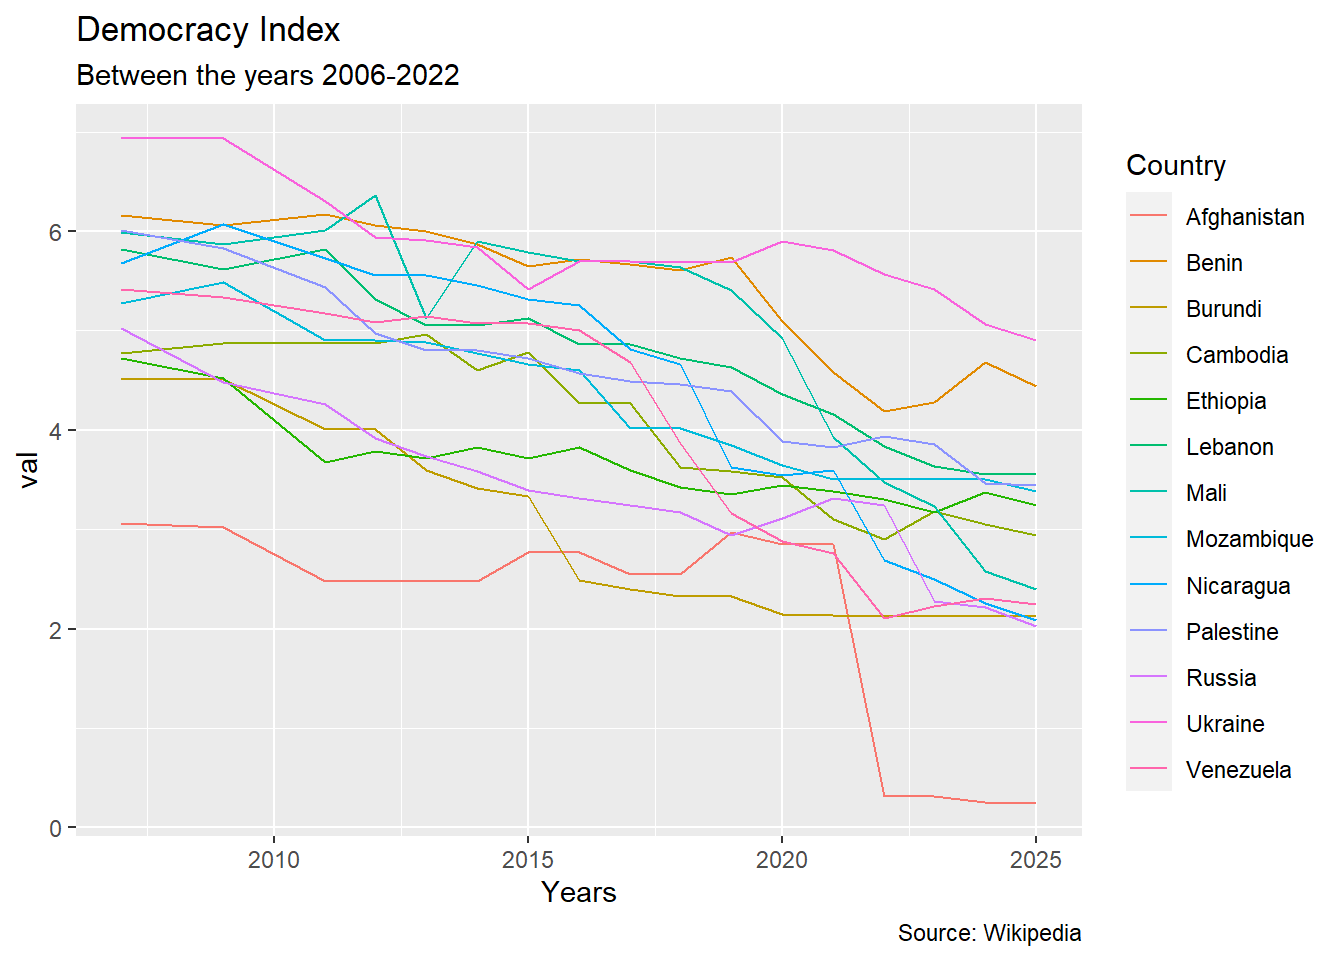 Democracy Index
Between the years 2006-2022
val
6
4
2
0
2010 2015 2020 2025
Years
Country
Afghanistan
Benin
Burundi
Cambodia
Ethiopia
Lebanon
Mali
Mozambique
Nicaragua
Palestine
Russia
Ukraine
Venezuela
Source: Wikipedia